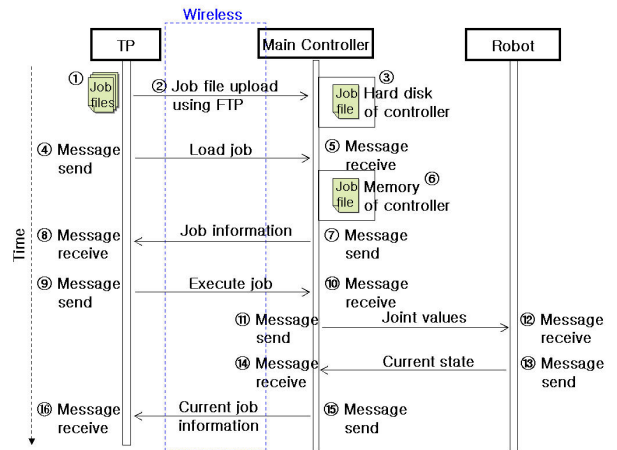 Wireless
TP
Main Controller
Robot
Time
①
Job
files
② Job file upload
using FTP
③
Job
file
Hard disk
of controller
④ Message
send
Load job
⑤ Message
receive
⑥
Job
file
Memory
of controller
⑧ Message
receive
Job information
⑦ Message
send
⑨ Message
send
Execute job
⑩ Message
receive
⑪ Message
send
Joint values
⑫ Message
receive
⑭ Message
receive
Current state
⑬ Message
send
⑯ Message
receive
Current job
information
⑮ Message
send